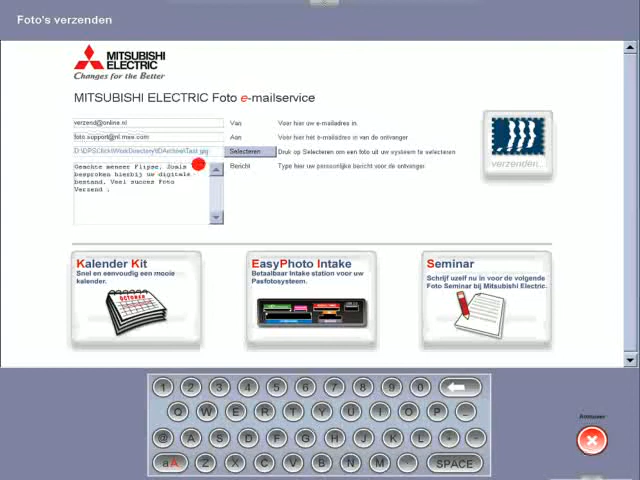 Foto's verzenden
MITSUBISHI
ELECTRIC
Changes for the Better
MITSUBISHI ELECTRIC Foto e-mailservice
verzend@online.nl Van Voer hier uw e-mailadres in.
foto.support@nl.mee.com Aan Voer hier het e-mailadres in van de ontvanger
Selecteren Druk op Selecteren om een foto uit uw systeem te selecteren
Geachte meneer Flipse, Zoals Bericht Type hier uw persoonlijke bericht voor de ontvanger
besproken hierbij uw digitale
bestand, Veel succes Foto
Verzend .
verzenden...
Kalender Kit
Snel en eenvoudig een mooie
kalender.
OCTOBER
EasyPhoto Intake
Betaalbaar Intake station voor uw
Pasfotosysteem.
Seminar
Schrijf uzelf nu in voor de volgende
Foto Seminar bij Mitsubishi Electric.
1 2 3 4 5 6 7 8 9 0
Q W E R T Y U I O P _
@ A S D F G H J K L + -
aA Z X C V B N M . SPACE
Annuleer